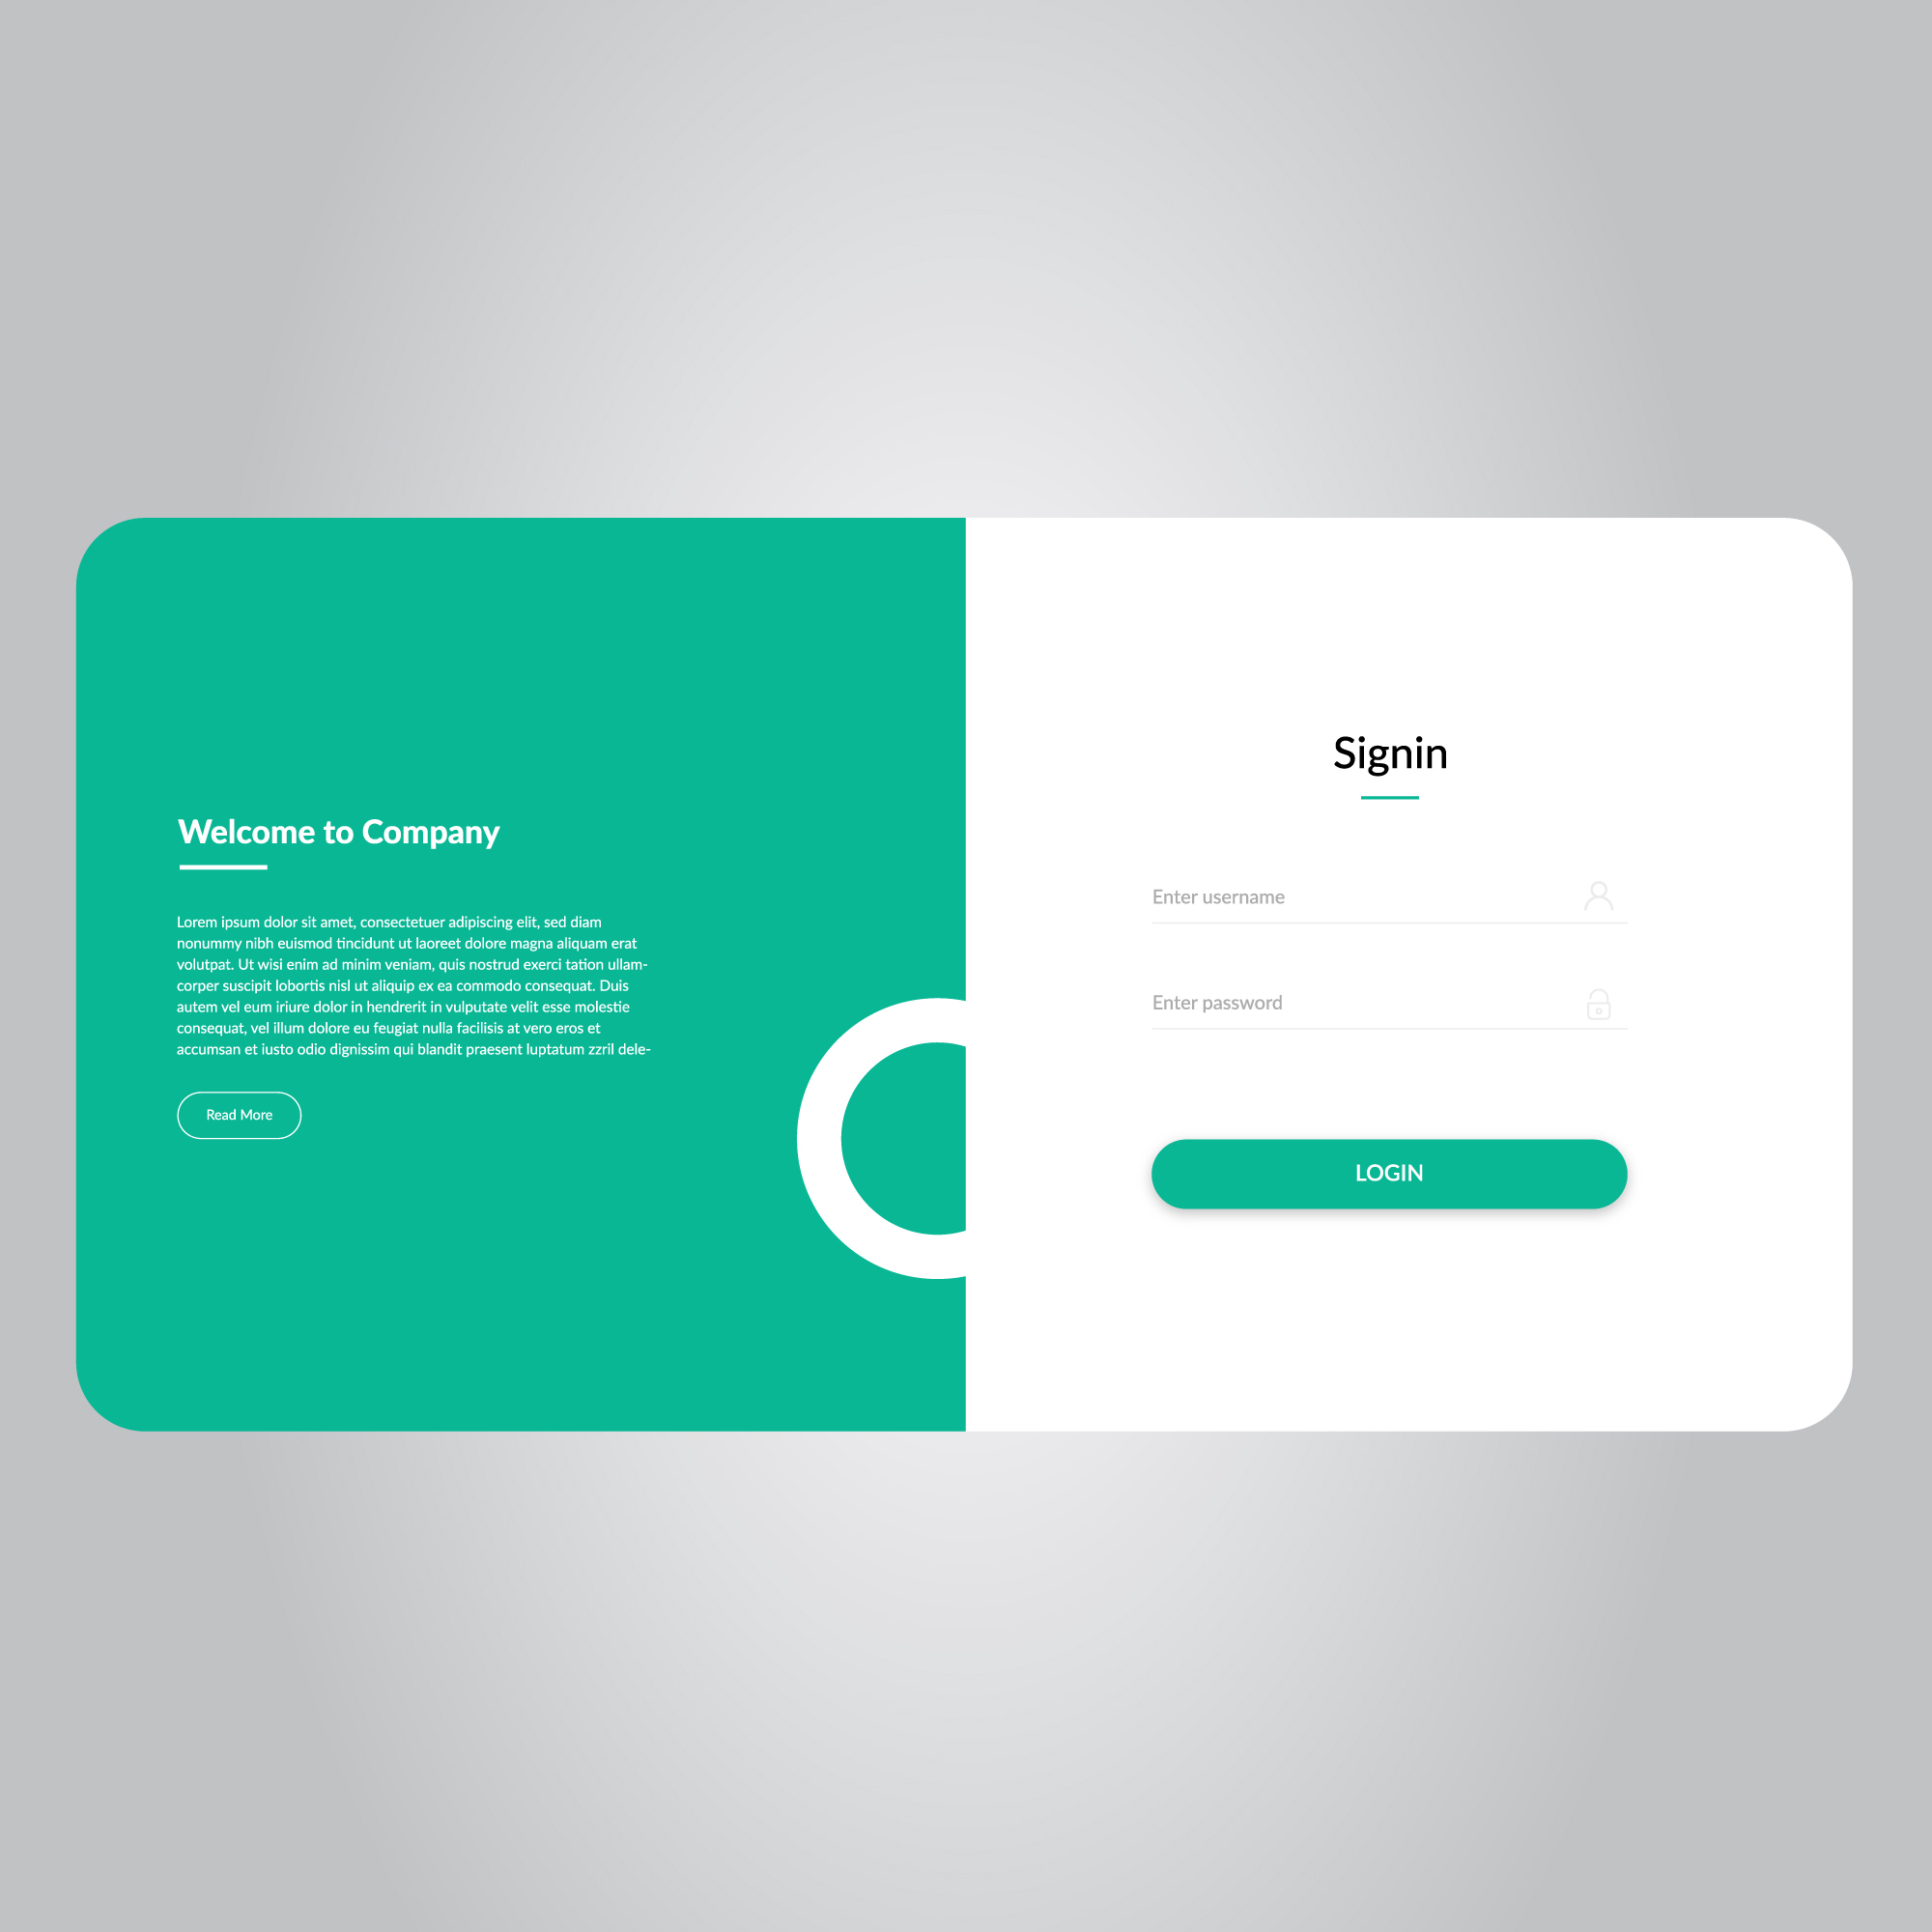 Welcome to Company
Lorem ipsum dolor sit amet, consectetuer adipiscing elit, sed diam
nonummy nibh euismod tincidunt ut laoreet dolore magna aliquam erat
volutpat. Ut wisi enim ad minim veniam, quis nostrud exerci tation ullam-
corper suscipit lobortis nisl ut aliquip ex ea commodo consequat. Duis
autem vel eum iriure dolor in hendrerit in vulputate velit esse molestie
consequat, vel illum dolore eu feugiat nulla facilisis at vero eros et
accumsan et iusto odio dignissim qui blandit praesent luptatum zzril dele-
Read More
Signin
Enter username
Enter password
LOGIN